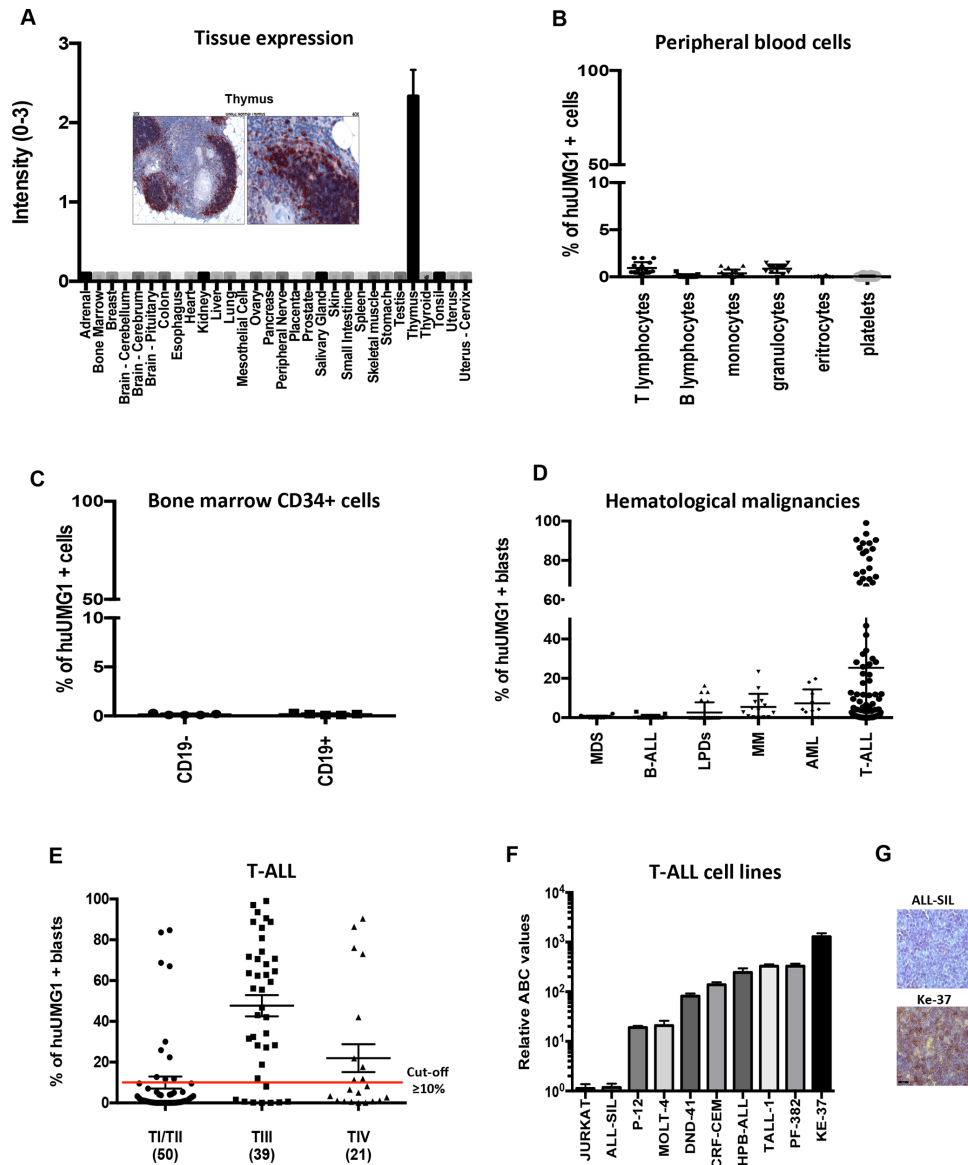 A
Tissue expression
Intensity (0-3)
3
2
1
0
Thymus
Adrenal
Bone Marrow
Breast
Brain - Cerebellum
Brain - Cerebrum
Brain - Pituitary
Colon
Esophagus
Heart
Kidney
Liver
Lung
Mesothelial Cell
Ovary
Pancreas
Peripheral Nerve
Placenta
Prostate
Salivary Gland
Skin
Small Intestine
Spleen
Skeletal muscle
Stomach
Testis
Thymus
Thyroid
Tonsil
Uterus
Uterus - Cervix
B
Peripheral blood cells
% of huUMG1 + cells
100
50
10
5
0
T lymphocytes
B lymphocytes
monocytes
granulocytes
eritrocytes
platelets
C
Bone marrow CD34+ cells
% of huUMG1 + cells
100
50
10
5
0
CD19-
CD19+
D
Hematological malignancies
% of huUMG1 + blasts
100
80
60
40
20
0
MDS
B-ALL
LPDs
MM
AML
T-ALL
E
T-ALL
% of huUMG1 + blasts
100
80
60
40
20
0
Cut-off
≥10%
TI/TII
(50)
TIII
(39)
TIV
(21)
F
T-ALL cell lines
Relative ABC values
10⁴
10³
10²
10¹
10⁰
JURKAT
ALL-SIL
P-12
MOLT-4
DND-41
CRF-CEM
HPB-ALL
TALL-1
PF-382
KE-37
G
ALL-SIL
Ke-37